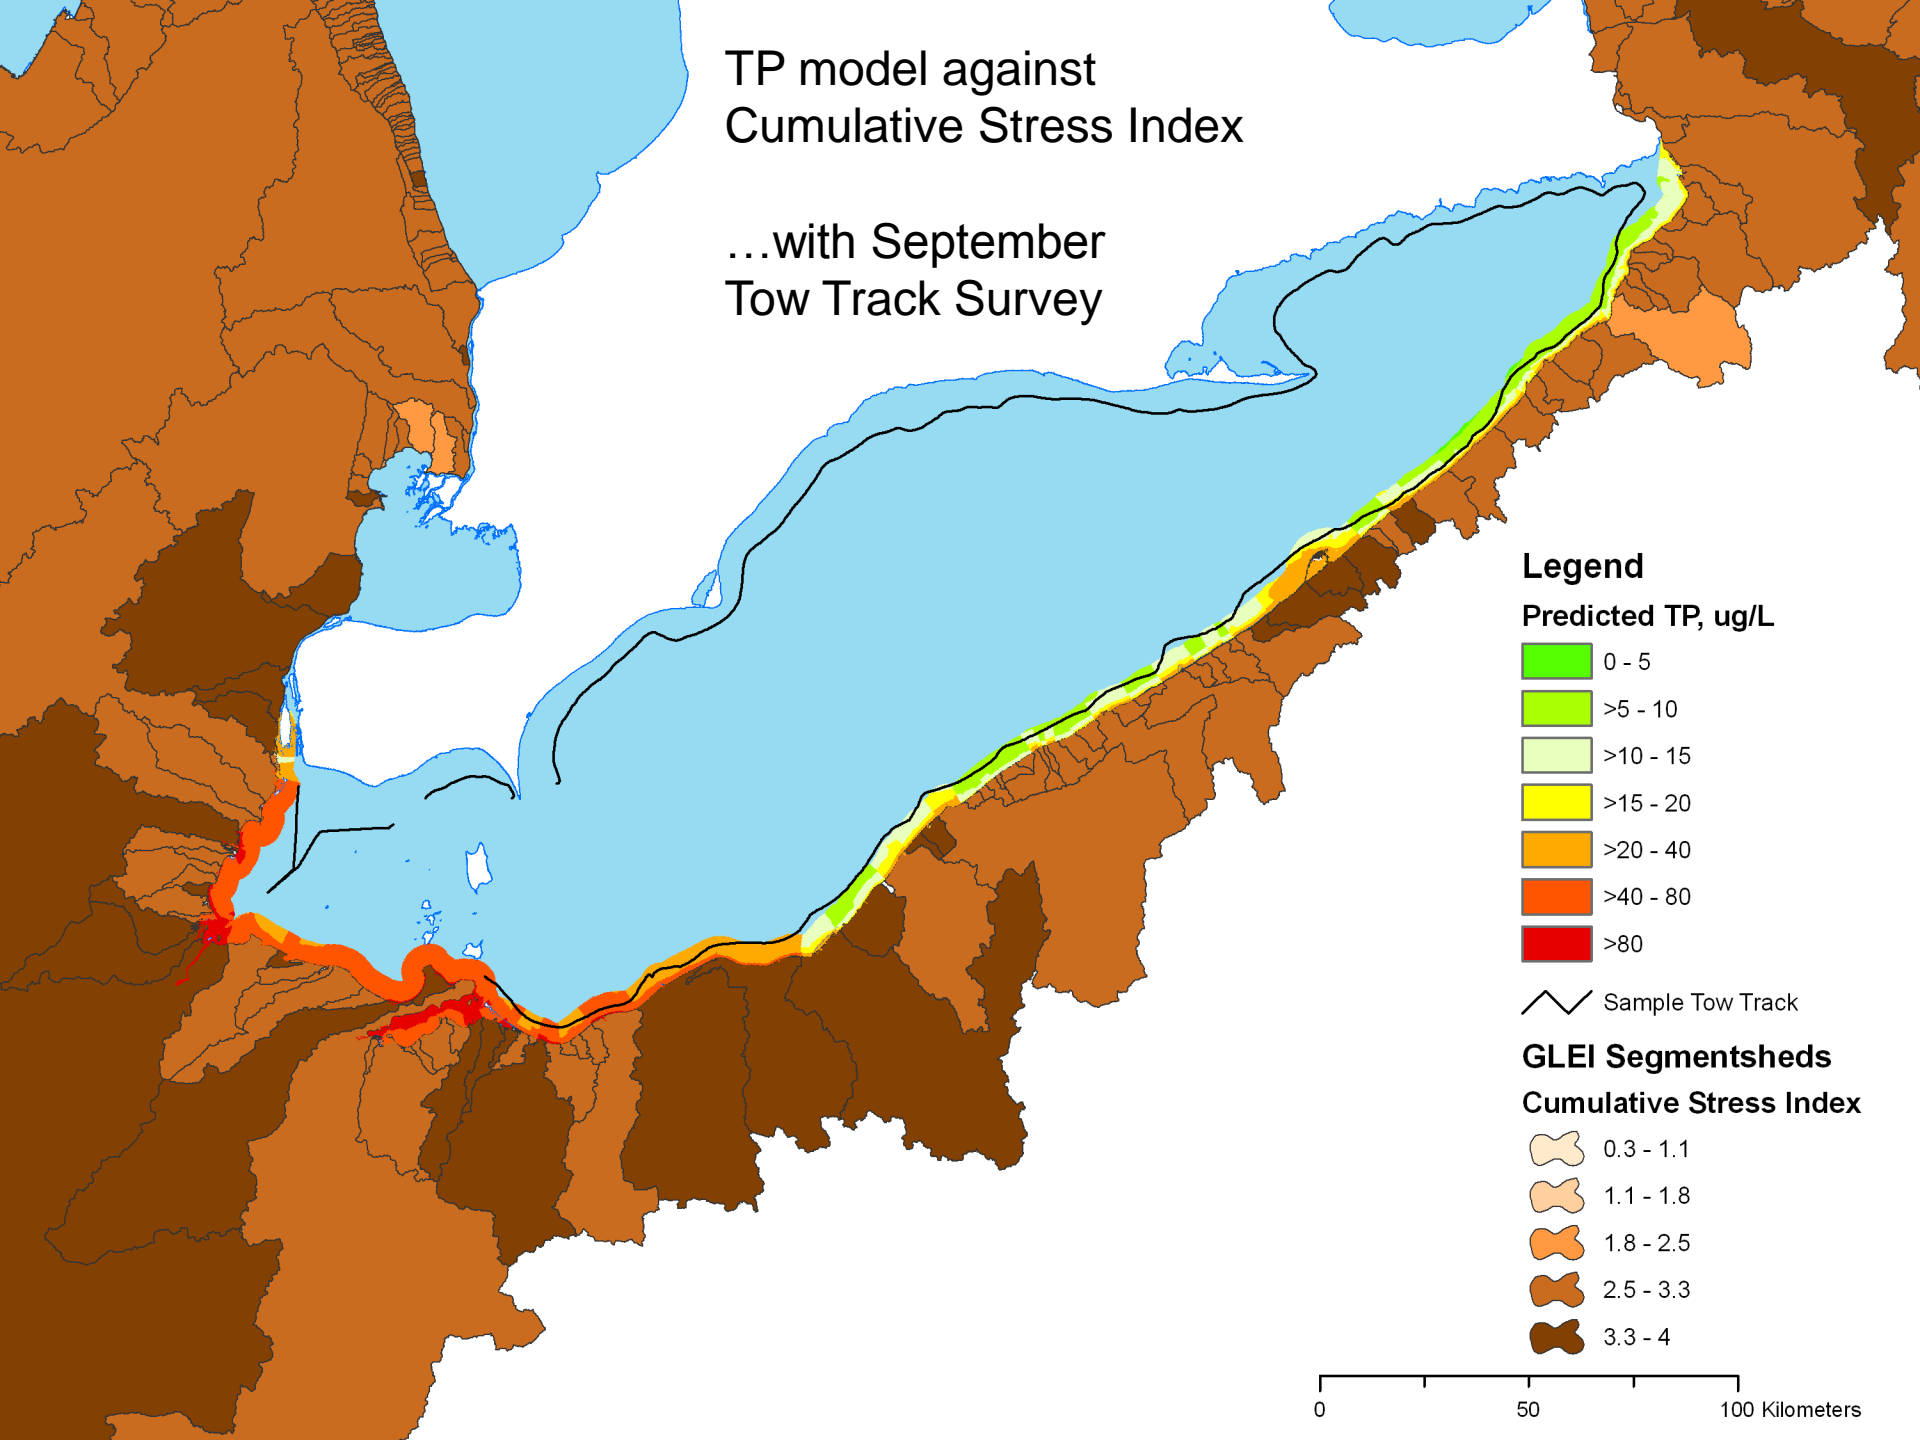 TP model against
Cumulative Stress Index
…with September
Tow Track Survey
Legend
Predicted TP, ug/L
0 - 5
>5 - 10
>10 - 15
>15 - 20
>20 - 40
>40 - 80
>80
Sample Tow Track
GLEI Segmentsheds
Cumulative Stress Index
0.3 - 1.1
1.1 - 1.8
1.8 - 2.5
2.5 - 3.3
3.3 - 4
0 50 100 Kilometers